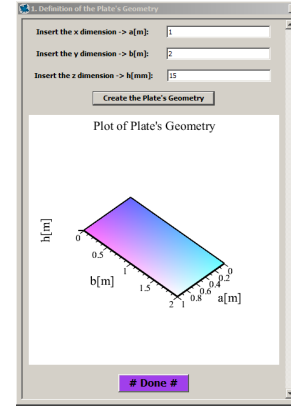 1. Definition of the Plate's Geometry
Insert the x dimension -> a[m]: 1
Insert the y dimension -> b[m]: 2
Insert the z dimension -> h[mm]: 15
Create the Plate's Geometry
Plot of Plate's Geometry
h[m]
0
0.5
1
1.5
2
b[m]
0
0.2
0.4
0.6
0.8
1
a[m]
# Done #